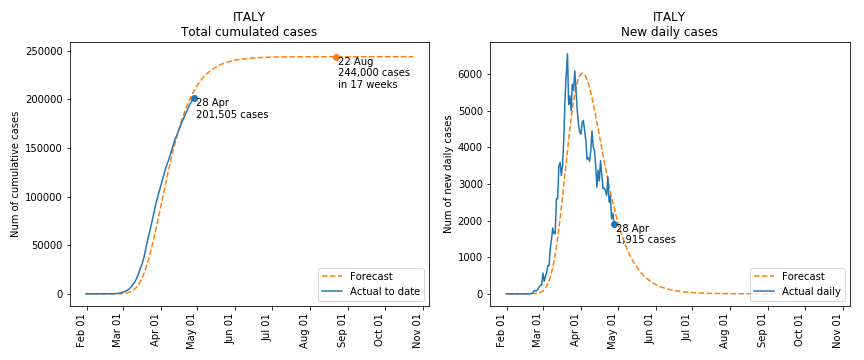 ITALY
Total cumulated cases
Num of cumulative cases
250000
200000
150000
100000
50000
0
22 Aug
244,000 cases
in 17 weeks
28 Apr
201,505 cases
Forecast
Actual to date
Feb 01
Mar 01
Apr 01
May 01
Jun 01
Jul 01
Aug 01
Sep 01
Oct 01
Nov 01
ITALY
New daily cases
Num of new daily cases
6000
5000
4000
3000
2000
1000
0
28 Apr
1,915 cases
Forecast
Actual daily
Feb 01
Mar 01
Apr 01
May 01
Jun 01
Jul 01
Aug 01
Sep 01
Oct 01
Nov 01